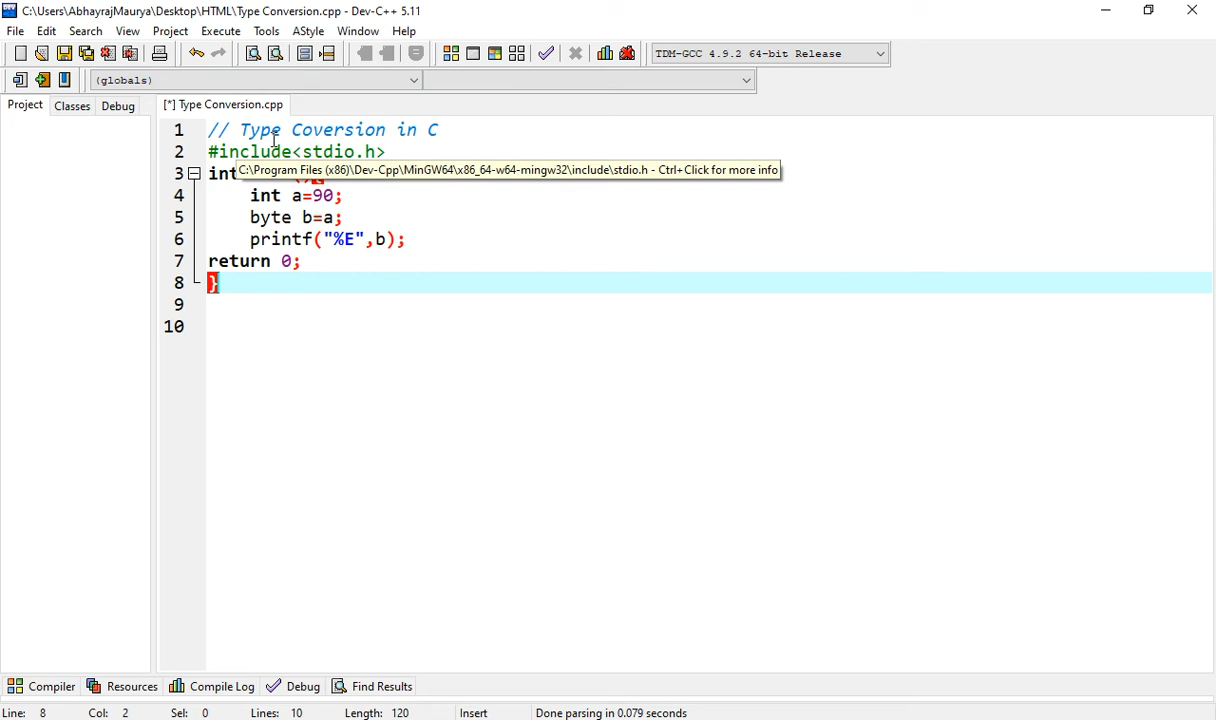 C:\Users\AbhayrajMaurya\Desktop\HTML\Type Conversion.cpp - Dev-C++ 5.11
File Edit Search View Project Execute Tools AStyle Window Help
TDM-GCC 4.9.2 64-bit Release
(globals)
Project Classes Debug [*] Type Conversion.cpp
1 // Type Coversion in C
2 #include<stdio.h>
C:\Program Files (x86)\Dev-Cpp\MinGW64\x86_64-w64-mingw32\include\stdio.h - Ctrl+Click for more info
3 int
4 int a=90;
5 byte b=a;
6 printf("%E",b);
7 return 0;
8 }
9
10
Compiler Resources Compile Log Debug Find Results
Line: 8 Col: 2 Sel: 0 Lines: 10 Length: 120 Insert Done parsing in 0.079 seconds